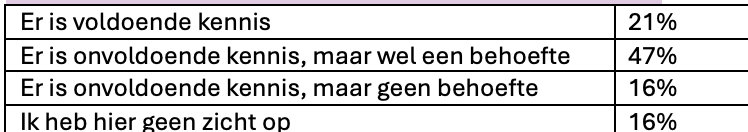 Er is voldoende kennis 21%
Er is onvoldoende kennis, maar wel een behoefte 47%
Er is onvoldoende kennis, maar geen behoefte 16%
Ik heb hier geen zicht op 16%